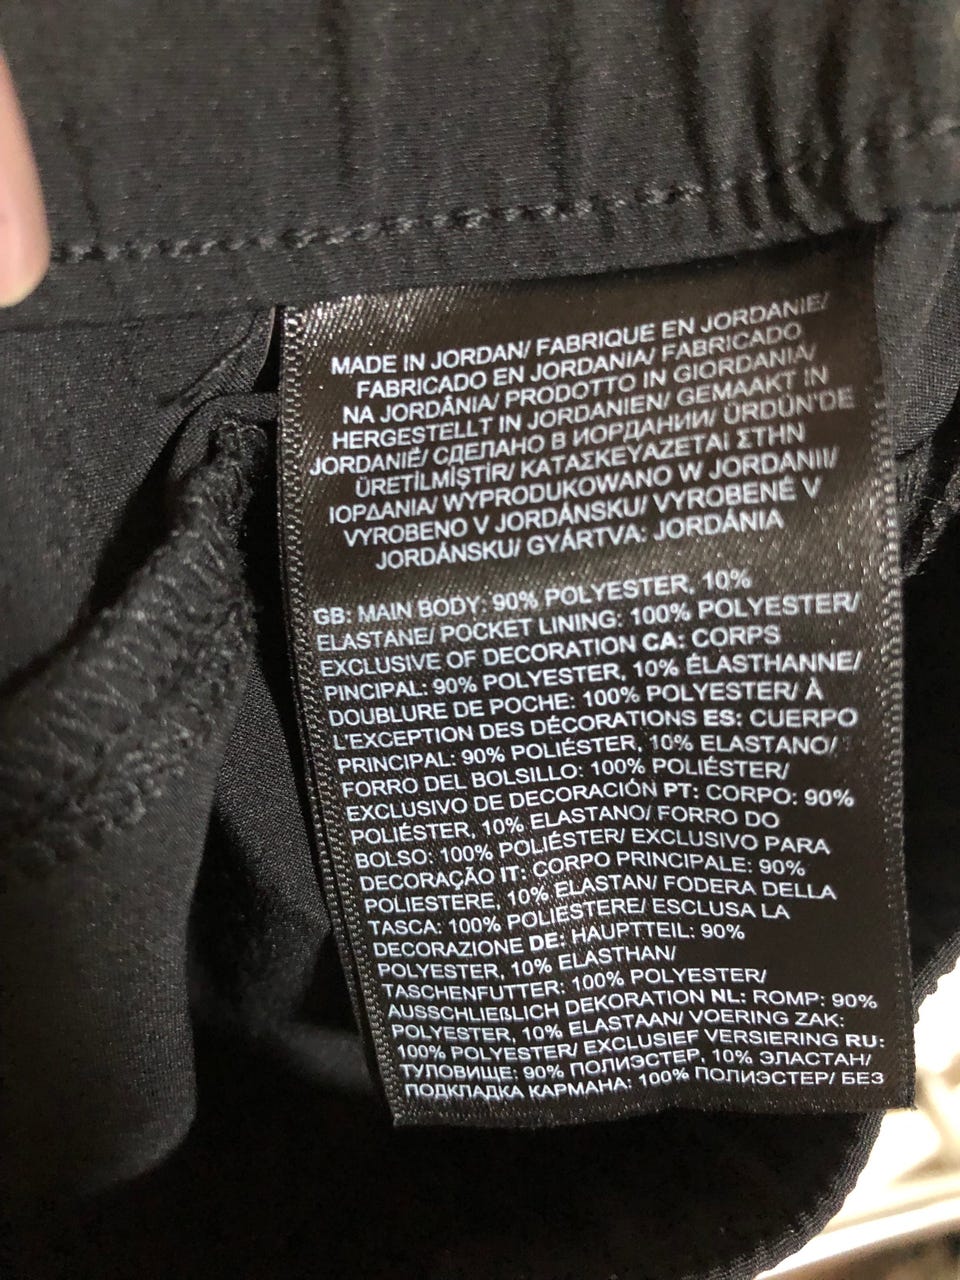 MADE IN JORDAN/ FABRIQUE EN JORDANIE/
FABRICADO EN JORDANIA/ FABRICADO
NA JORDÂNIA/ PRODOTTO IN GIORDANIA/
HERGESTELLT IN JORDANIEN/ GEMAAKT IN
JORDANIË/ СДЕЛАНО В ИОРДАНИИ/ ÜRDÜN'DE
ÜRETİLMİŞTİR/ ΚΑΤΑΣΚΕΥΑΖΕΤΑΙ ΣΤΗΝ
ΙΟΡΔΑΝΙΑ/ WYPRODUKOWANO W JORDANII/
VYROBENO V JORDÁNSKU/ VYROBENÉ V
JORDÁNSKU/ GYÁRTVA: JORDÁNIA
GB: MAIN BODY: 90% POLYESTER, 10%
ELASTANE/ POCKET LINING: 100% POLYESTER/
EXCLUSIVE OF DECORATION CA: CORPS
PINCIPAL: 90% POLYESTER, 10% ÉLASTHANNE/
DOUBLURE DE POCHE: 100% POLYESTER/ À
L'EXCEPTION DES DÉCORATIONS ES: CUERPO
PRINCIPAL: 90% POLIÉSTER, 10% ELASTANO/
FORRO DEL BOLSILLO: 100% POLIÉSTER/
EXCLUSIVO DE DECORACIÓN PT: CORPO: 90%
POLIÉSTER, 10% ELASTANO/ FORRO DO
BOLSO: 100% POLIÉSTER/ EXCLUSIVO PARA
DECORAÇÃO IT: CORPO PRINCIPALE: 90%
POLIESTERE, 10% ELASTAN/ FODERA DELLA
TASCA: 100% POLIESTERE/ ESCLUSA LA
DECORAZIONE DE: HAUPTTEIL: 90%
POLYESTER, 10% ELASTHAN/
TASCHENFUTTER: 100% POLYESTER/
AUSSCHLIEßLICH DEKORATION NL: ROMP: 90%
POLYESTER, 10% ELASTAAN/ VOERING ZAK:
100% POLYESTER/ EXCLUSIEF VERSIERING RU:
ТУЛОВИЩЕ: 90% ПОЛИЭСТЕР, 10% ЭЛАСТАН/
ПОДКЛАДКА КАРМАНА: 100% ПОЛИЭСТЕР/ БЕЗ